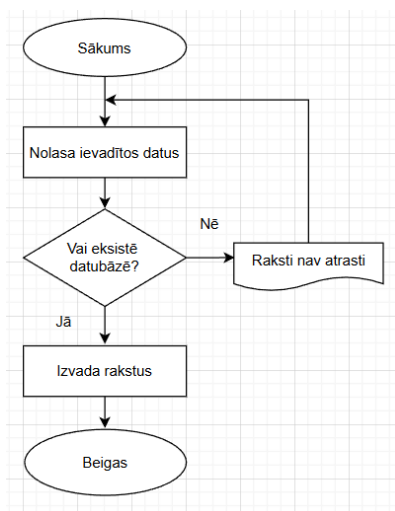 Sākums
Nolasa ievadītos datus
Vai eksistē
datubāzē?
Nē
Raksti nav atrasti
Jā
Izvada rakstus
Beigas